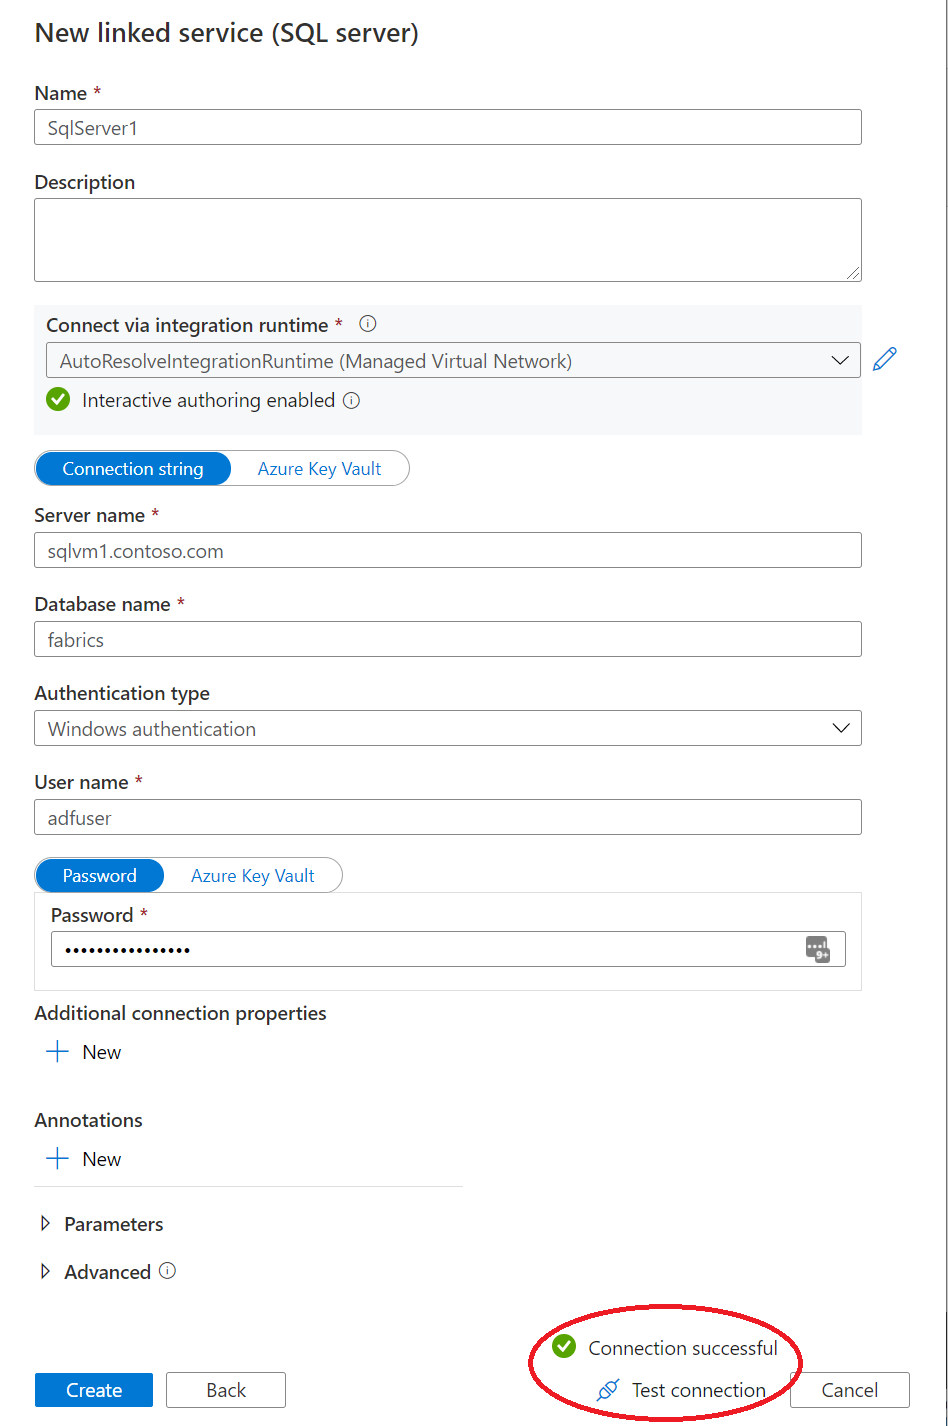 New linked service (SQL server)
Name *
SqlServer1
Description
Connect via integration runtime *
AutoResolveIntegrationRuntime (Managed Virtual Network)
Interactive authoring enabled
Connection string Azure Key Vault
Server name *
sqlvm1.contoso.com
Database name *
fabrics
Authentication type
Windows authentication
User name *
adfuser
Password Azure Key Vault
Password *
••••••••••••••••
9+
Additional connection properties
New
Annotations
New
Parameters
Advanced
Connection successful
Create Back Test connection Cancel